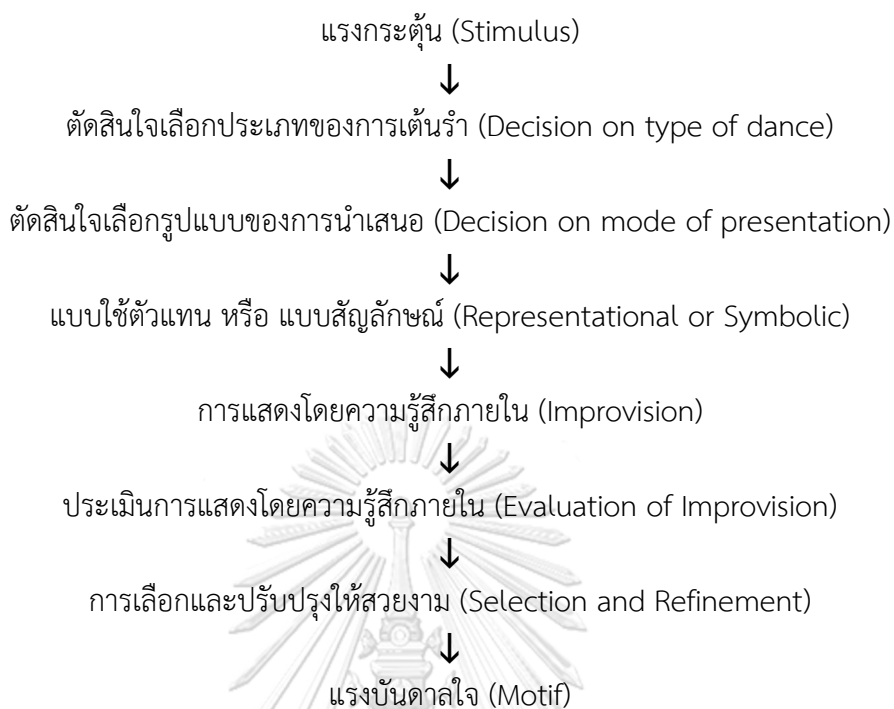 แรงกระตุ้น (Stimulus)
↓
ตัดสินใจเลือกประเภทของการเต้นรำ (Decision on type of dance)
↓
ตัดสินใจเลือกรูปแบบของการนำเสนอ (Decision on mode of presentation)
↓
แบบใช้ตัวแทน หรือ แบบสัญลักษณ์ (Representational or Symbolic)
↓
การแสดงโดยความรู้สึกภายใน (Improvision)
↓
ประเมินการแสดงโดยความรู้สึกภายใน (Evaluation of Improvision)
↓
การเลือกและปรับปรุงให้สวยงาม (Selection and Refinement)
↓
แรงบันดาลใจ (Motif)